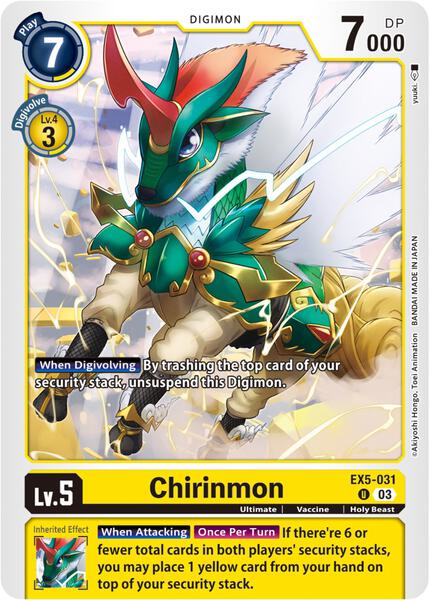 DIGIMON
Play
7
7000
DP
Digivolve
Lv.4
3
yuuki.
©Akiyoshi Hongo, Toei Animation BANDAI MADE IN JAPAN
When Digivolving By trashing the top card of your
security stack, unsuspend this Digimon.
Lv.5
Chirinmon
EX5-031
U 03
Ultimate | Vaccine | Holy Beast
Inherited Effect
When Attacking Once Per Turn If there're 6 or
fewer total cards in both players' security stacks,
you may place 1 yellow card from your hand on
top of your security stack.